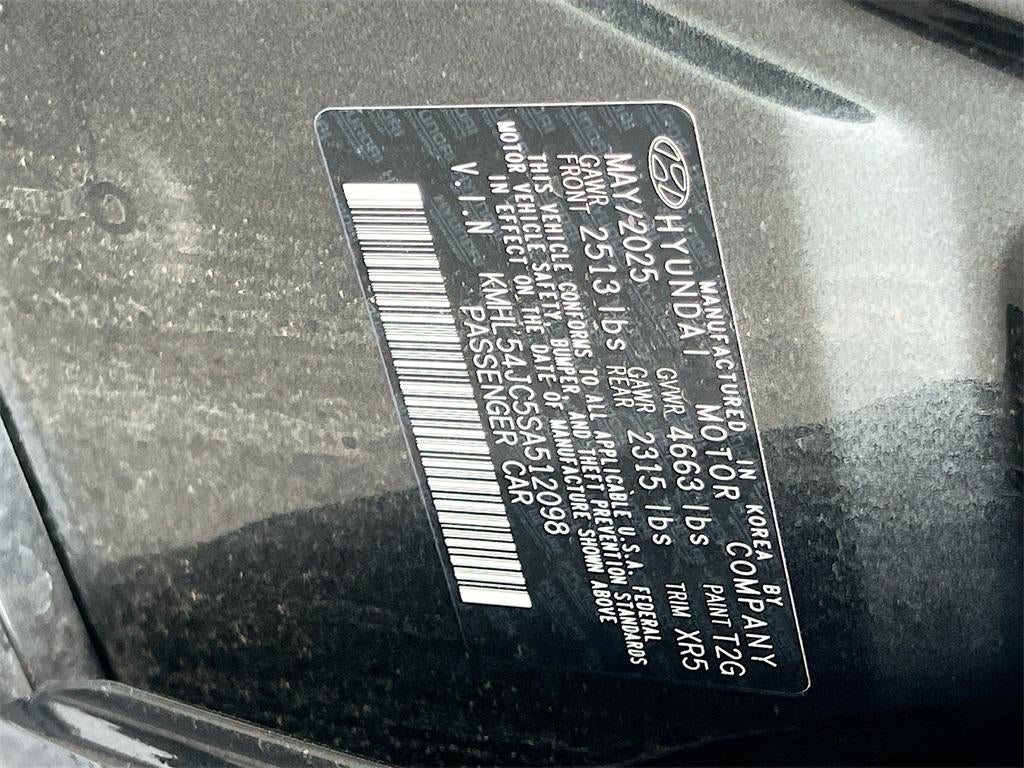 MANUFACTURED IN KOREA BY
HYUNDAI MOTOR COMPANY
MAY/2025 GVWR 4663 lbs PAINT T2G
GAWR FRONT 2513 lbs GAWR REAR 2315 lbs TRIM XR5
THIS VEHICLE CONFORMS TO ALL APPLICABLE U.S.A. FEDERAL
MOTOR VEHICLE SAFETY, BUMPER, AND THEFT PREVENTION STANDARDS
IN EFFECT ON THE DATE OF MANUFACTURE SHOWN ABOVE
V.I.N KMHL54JC5SA512098
PASSENGER CAR